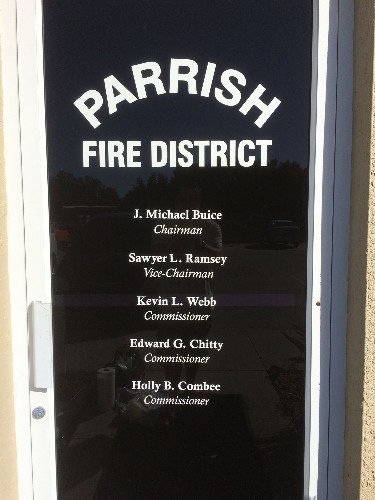 PARRISH
FIRE DISTRICT
J. Michael Buice
Chairman
Sawyer L. Ramsey
Vice-Chairman
Kevin L. Webb
Commissioner
Edward G. Chitty
Commissioner
Holly B. Combee
Commissioner